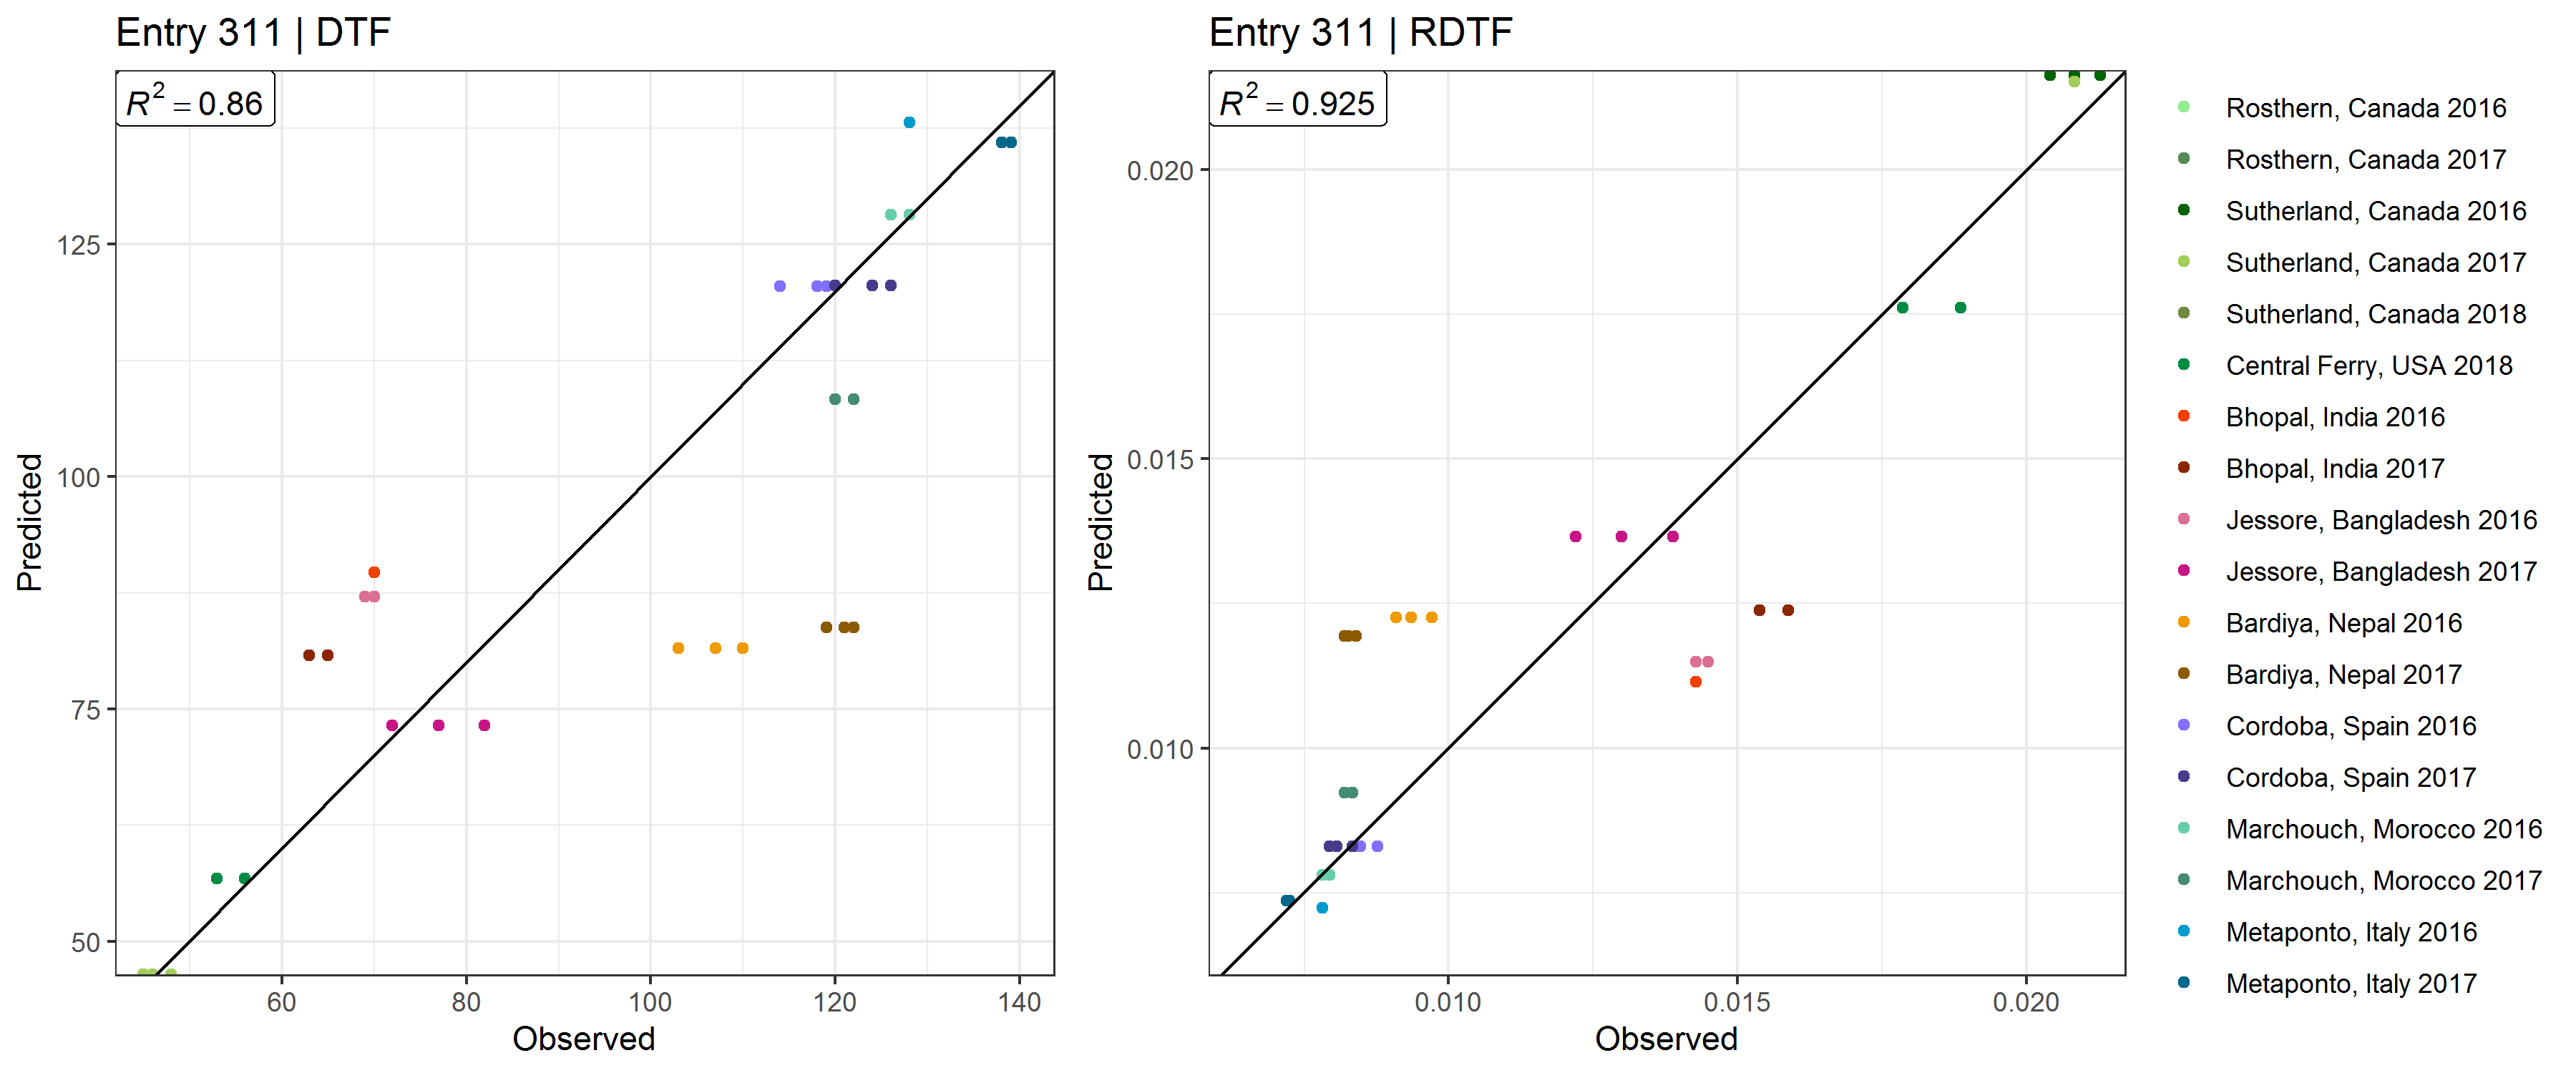 Entry 311 | DTF
R² = 0.86
125
100
75
50
Predicted
60 80 100 120 140
Observed
Entry 311 | RDTF
R² = 0.925
0.020
0.015
0.010
Predicted
0.010 0.015 0.020
Observed
Rosthern, Canada 2016
Rosthern, Canada 2017
Sutherland, Canada 2016
Sutherland, Canada 2017
Sutherland, Canada 2018
Central Ferry, USA 2018
Bhopal, India 2016
Bhopal, India 2017
Jessore, Bangladesh 2016
Jessore, Bangladesh 2017
Bardiya, Nepal 2016
Bardiya, Nepal 2017
Cordoba, Spain 2016
Cordoba, Spain 2017
Marchouch, Morocco 2016
Marchouch, Morocco 2017
Metaponto, Italy 2016
Metaponto, Italy 2017